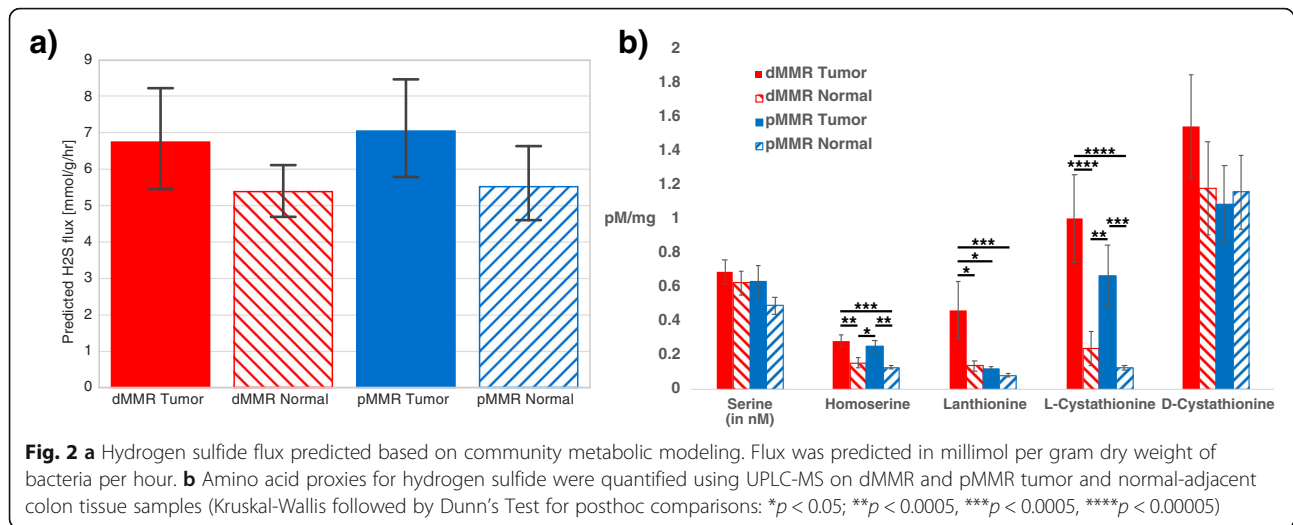 a)
Predicted H2S flux [mmol/g/hr]
9
8
7
6
5
4
3
2
1
0
dMMR Tumor dMMR Normal pMMR Tumor pMMR Normal
b)
2
1.8
1.6
1.4
1.2
1
0.8
0.6
0.4
0.2
0
pM/mg
dMMR Tumor
dMMR Normal
pMMR Tumor
pMMR Normal
*** 
** **
*
***
*
*
****
****
***
**
Serine
(in nM)
Homoserine
Lanthionine
L-Cystathionine
D-Cystathionine
Fig. 2 a Hydrogen sulfide flux predicted based on community metabolic modeling. Flux was predicted in millimol per gram dry weight of
bacteria per hour. b Amino acid proxies for hydrogen sulfide were quantified using UPLC-MS on dMMR and pMMR tumor and normal-adjacent
colon tissue samples (Kruskal-Wallis followed by Dunn's Test for posthoc comparisons: *p < 0.05; **p < 0.0005, ***p < 0.0005, ****p < 0.00005)